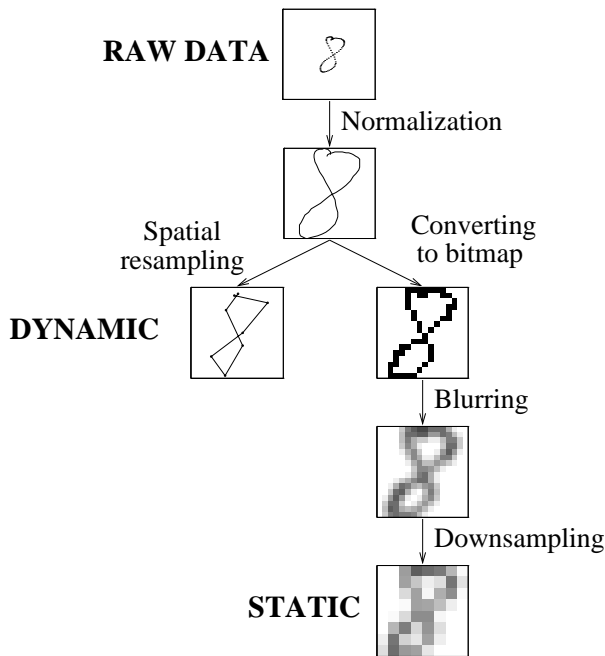 RAW DATA
Normalization
Spatial
resampling
Converting
to bitmap
DYNAMIC
Blurring
Downsampling
STATIC